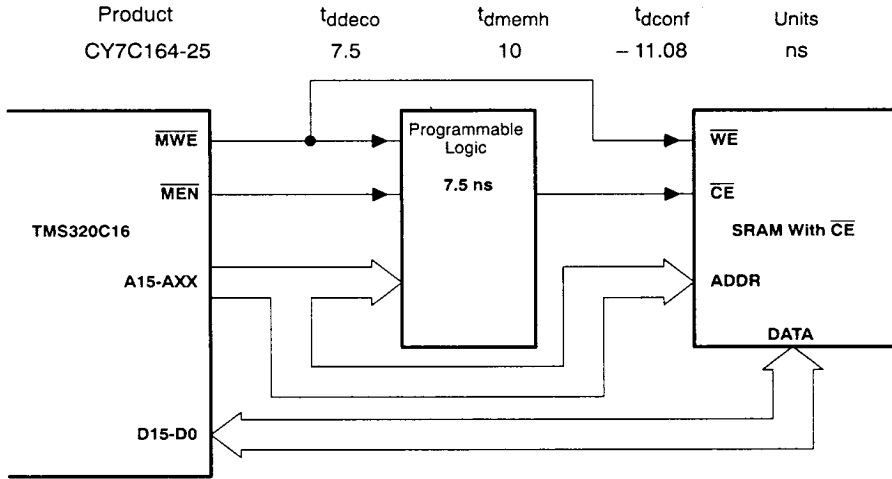 Product t_ddeco t_dmemh t_dconf Units
CY7C164-25 7.5 10 – 11.08 ns
MWE
MEN
TMS320C16
A15-AXX
D15-D0
Programmable
Logic
7.5 ns
WE
CE
SRAM With CE
ADDR
DATA